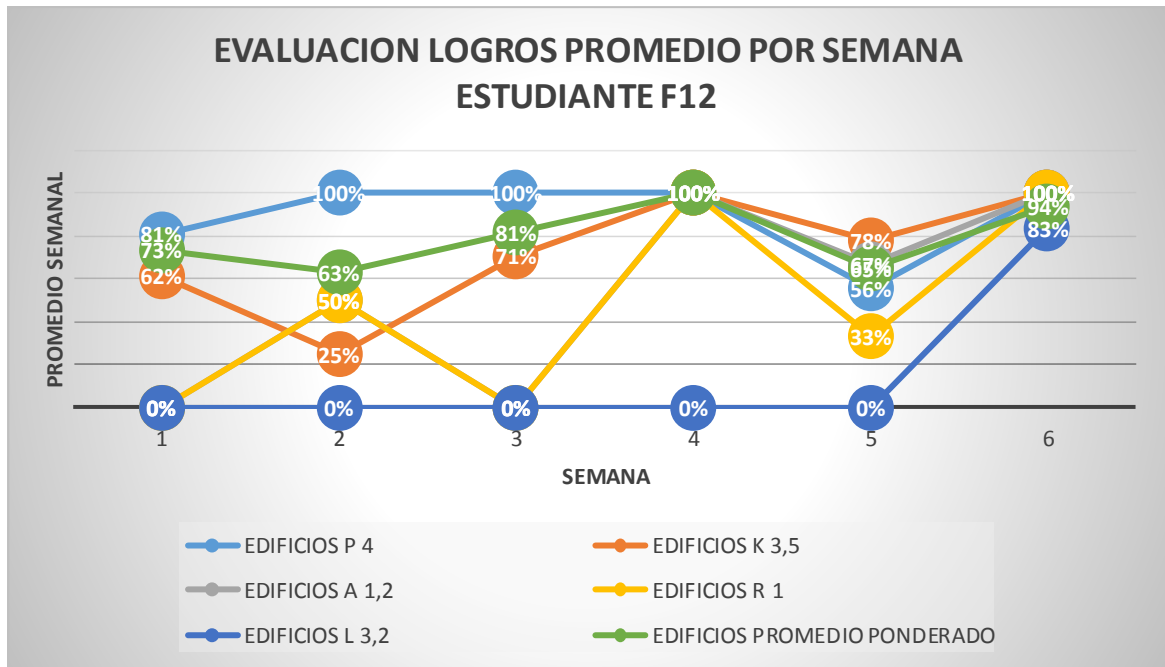 EVALUACION LOGROS PROMEDIO POR SEMANA
ESTUDIANTE F12
PROMEDIO SEMANAL
100% 100% 100% 100%
81% 81% 94%
73% 71% 78% 83%
62% 63% 67%
65%
50% 56%
25% 33%
0% 0% 0% 0% 0%
1 2 3 4 5 6
SEMANA
EDIFICIOS P 4 EDIFICIOS K 3,5
EDIFICIOS A 1,2 EDIFICIOS R 1
EDIFICIOS L 3,2 EDIFICIOS PROMEDIO PONDERADO